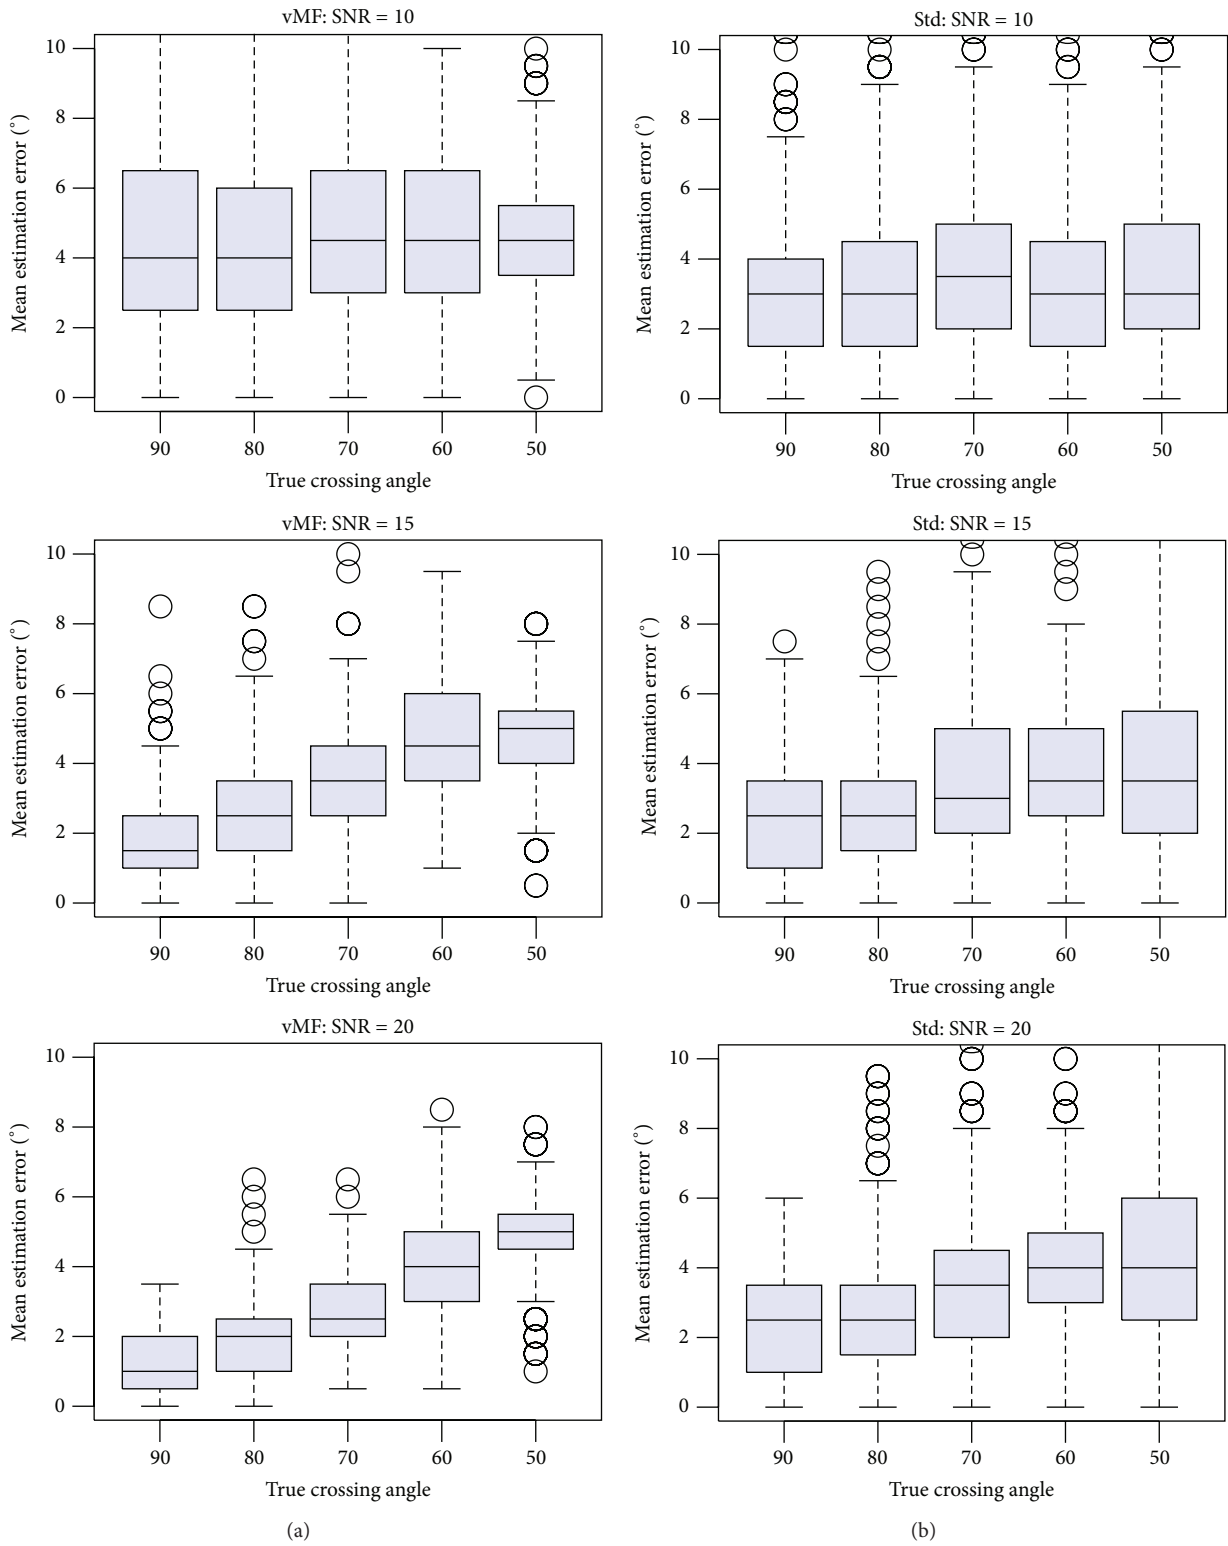 vMF: SNR = 10
Mean estimation error (°)
10
8
6
4
2
0
90 80 70 60 50
True crossing angle
Std: SNR = 10
Mean estimation error (°)
10
8
6
4
2
0
90 80 70 60 50
True crossing angle
vMF: SNR = 15
Mean estimation error (°)
10
8
6
4
2
0
90 80 70 60 50
True crossing angle
Std: SNR = 15
Mean estimation error (°)
10
8
6
4
2
0
90 80 70 60 50
True crossing angle
vMF: SNR = 20
Mean estimation error (°)
10
8
6
4
2
0
90 80 70 60 50
True crossing angle
(a)
Std: SNR = 20
Mean estimation error (°)
10
8
6
4
2
0
90 80 70 60 50
True crossing angle
(b)